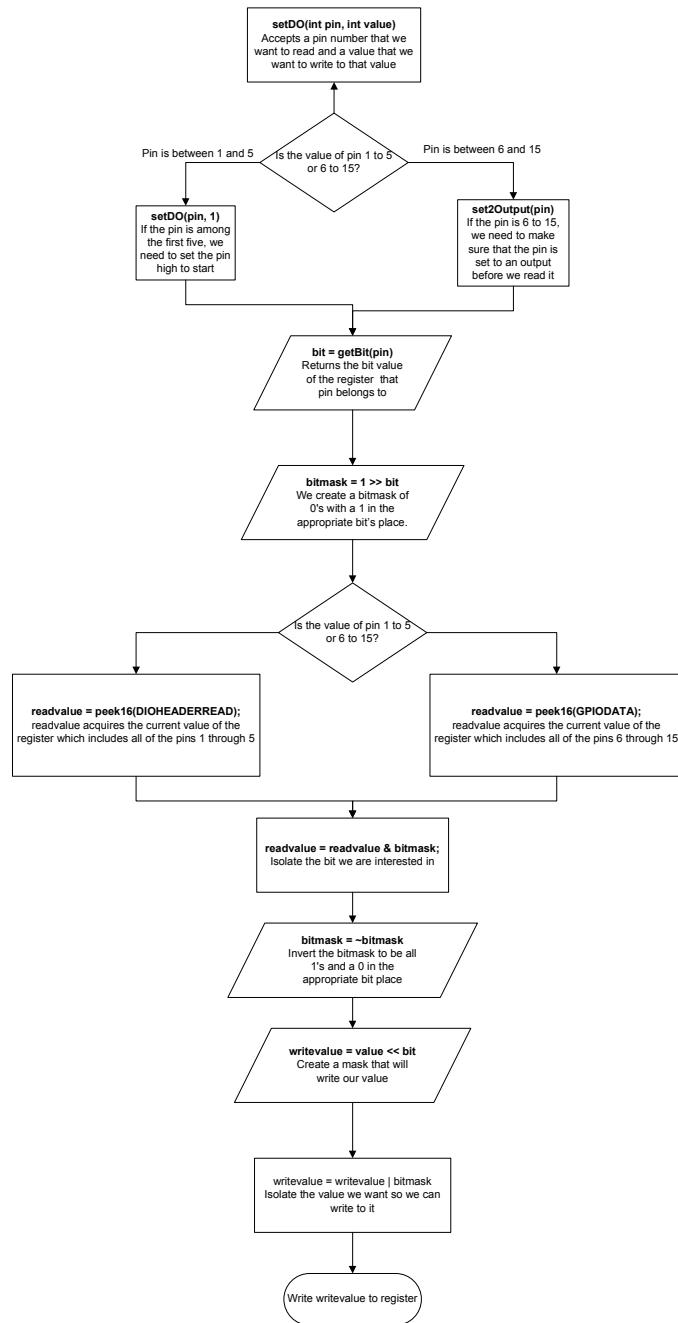 setDO(int pin, int value)
Accepts a pin number that we
want to read and a value that we
want to write to that value
Pin is between 1 and 5
Is the value of pin 1 to 5
or 6 to 15?
Pin is between 6 and 15
setDO(pin, 1)
If the pin is among
the first five, we
need to set the pin
high to start
set2Output(pin)
If the pin is 6 to 15,
we need to make
sure that the pin is
set to an output
before we read it
bit = getBit(pin)
Returns the bit value
of the register that
pin belongs to
bitmask = 1 >> bit
We create a bitmask of
0's with a 1 in the
appropriate bit's place.
Is the value of pin 1 to 5
or 6 to 15?
readvalue = peek16(DIOHEADERREAD);
readvalue acquires the current value of the
register which includes all of the pins 1 through 5
readvalue = peek16(GPIODATA);
readvalue acquires the current value of the
register which includes all of the pins 6 through 15
readvalue = readvalue & bitmask;
Isolate the bit we are interested in
bitmask = ~bitmask
Invert the bitmask to be all
1's and a 0 in the
appropriate bit place
writevalue = value << bit
Create a mask that will
write our value
writevalue = writevalue | bitmask
Isolate the value we want so we can
write to it
Write writevalue to register